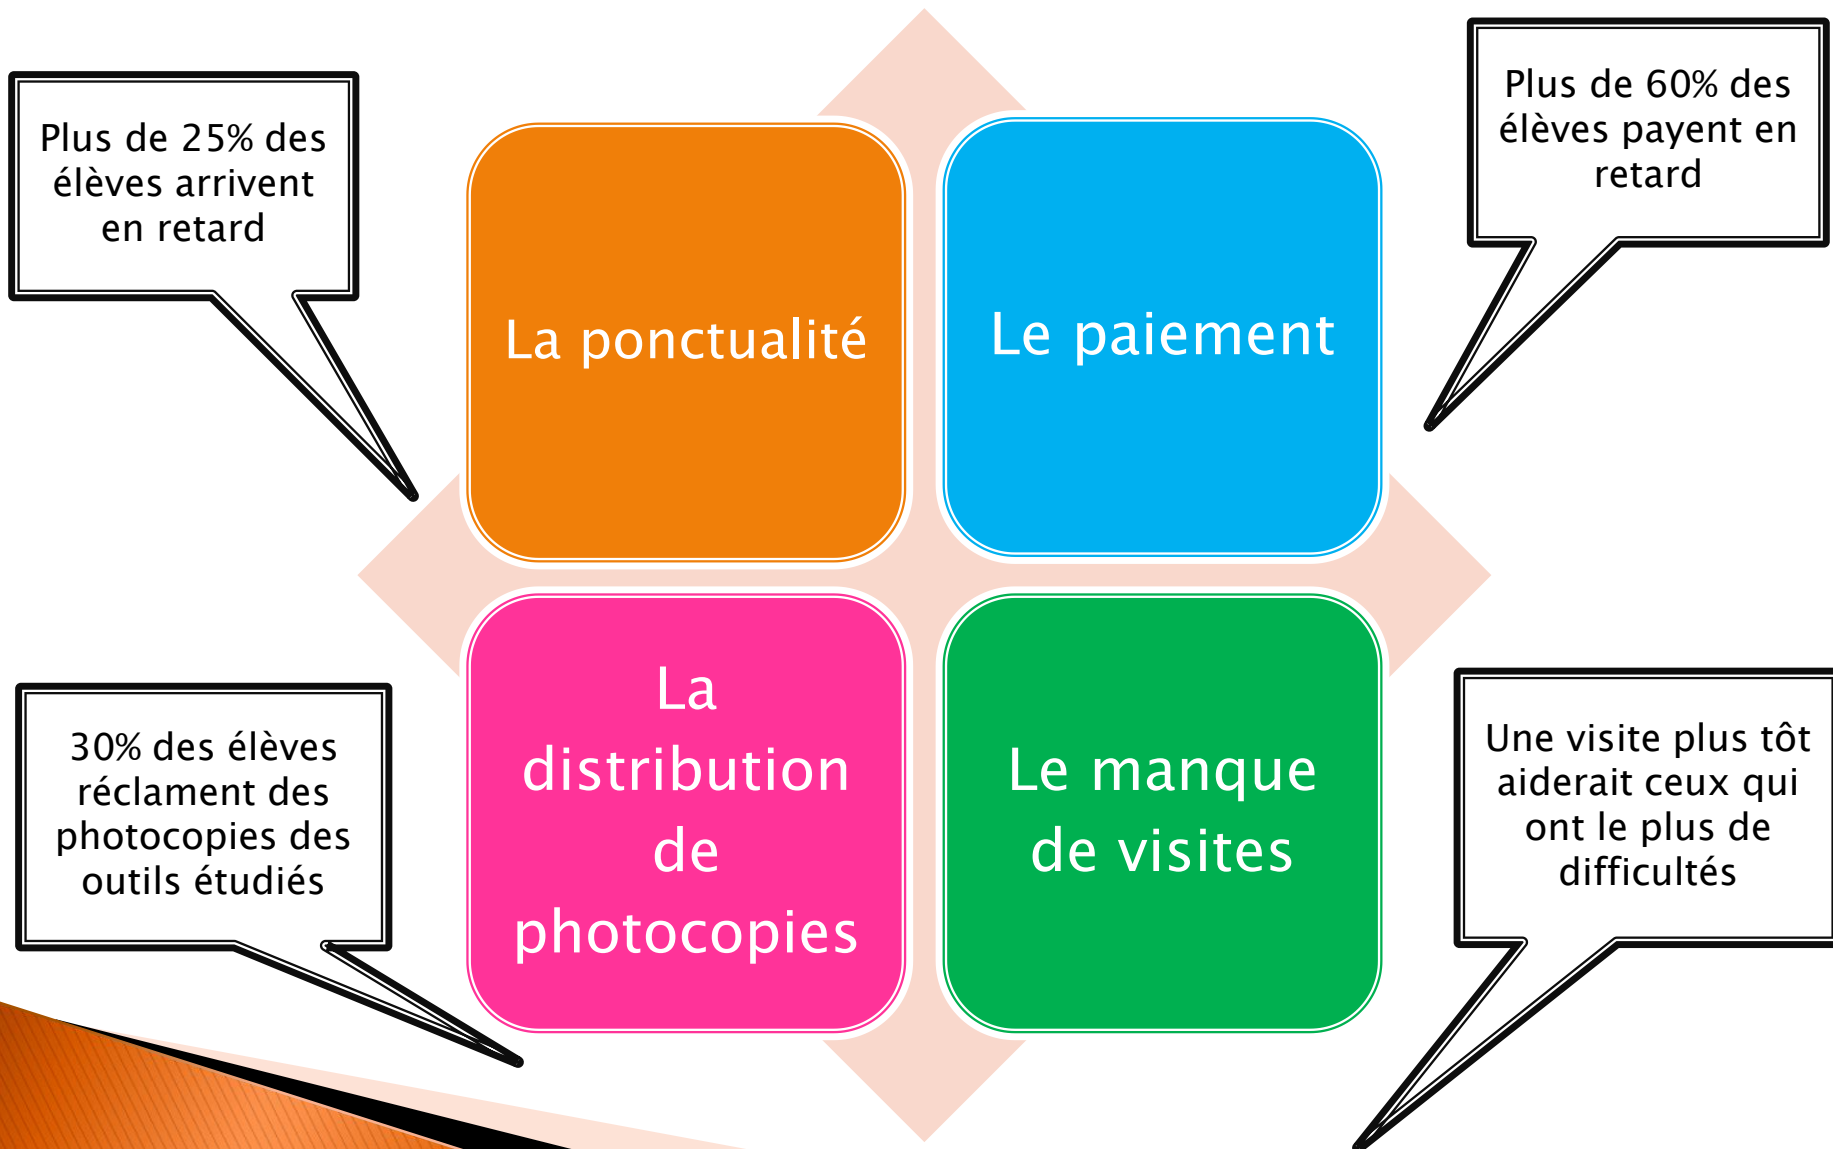 Plus de 25% des
élèves arrivent
en retard
La ponctualité
Le paiement
Plus de 60% des
élèves payent en
retard
30% des élèves
réclament des
photocopies des
outils étudiés
La
distribution
de
photocopies
Le manque
de visites
Une visite plus tôt
aiderait ceux qui
ont le plus de
difficultés